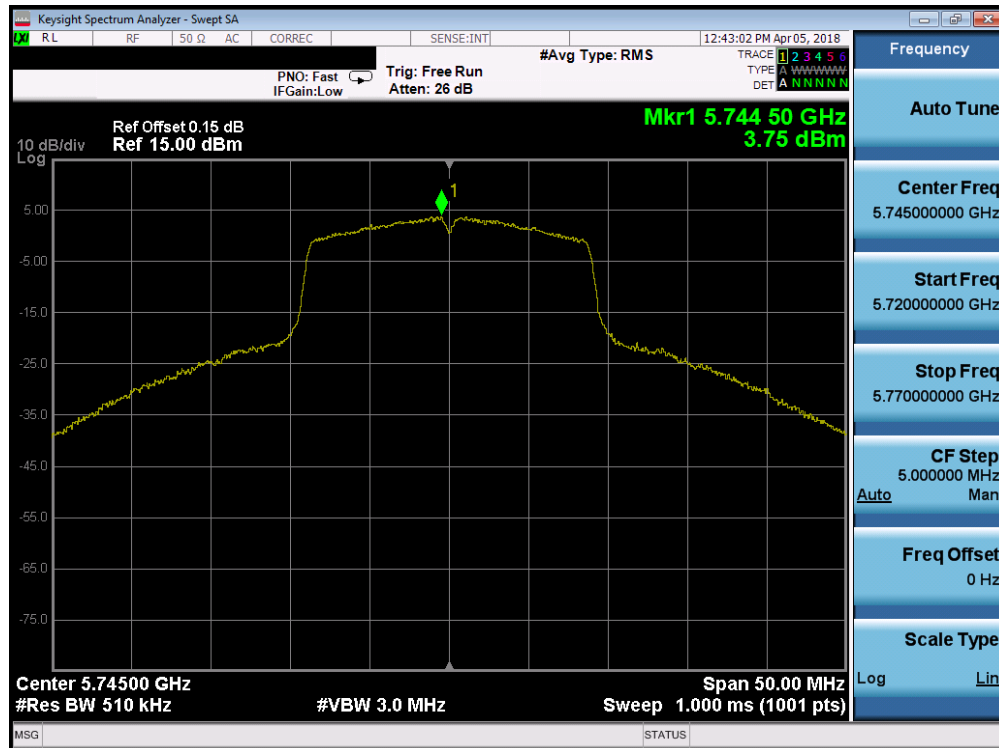 Keysight Spectrum Analyzer - Swept SA
LXI RL RF 50 Ω AC CORREC SENSE:INT 12:43:02 PM Apr 05, 2018
#Avg Type: RMS TRACE 1 2 3 4 5 6
PNO: Fast Trig: Free Run TYPE A WWWWW
IFGain:Low Atten: 26 dB DET A N N N N N
Mkr1 5.744 50 GHz
3.75 dBm
Ref Offset 0.15 dB
10 dB/div Ref 15.00 dBm
Log
1
5.00
-5.00
-15.0
-25.0
-35.0
-45.0
-55.0
-65.0
-75.0
Center 5.74500 GHz Span 50.00 MHz
#Res BW 510 kHz #VBW 3.0 MHz Sweep 1.000 ms (1001 pts)
MSG STATUS
Frequency
Auto Tune
Center Freq
5.745000000 GHz
Start Freq
5.720000000 GHz
Stop Freq
5.770000000 GHz
CF Step
5.000000 MHz
Auto Man
Freq Offset
0 Hz
Scale Type
Log Lin